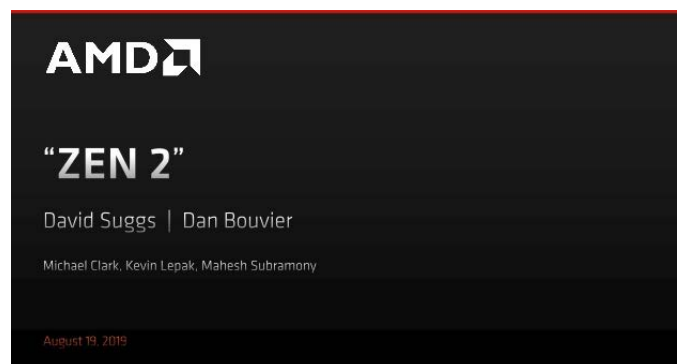 AMD
“ZEN 2”
David Suggs | Dan Bouvier
Michael Clark, Kevin Lepak, Mahesh Subramony
August 19, 2019